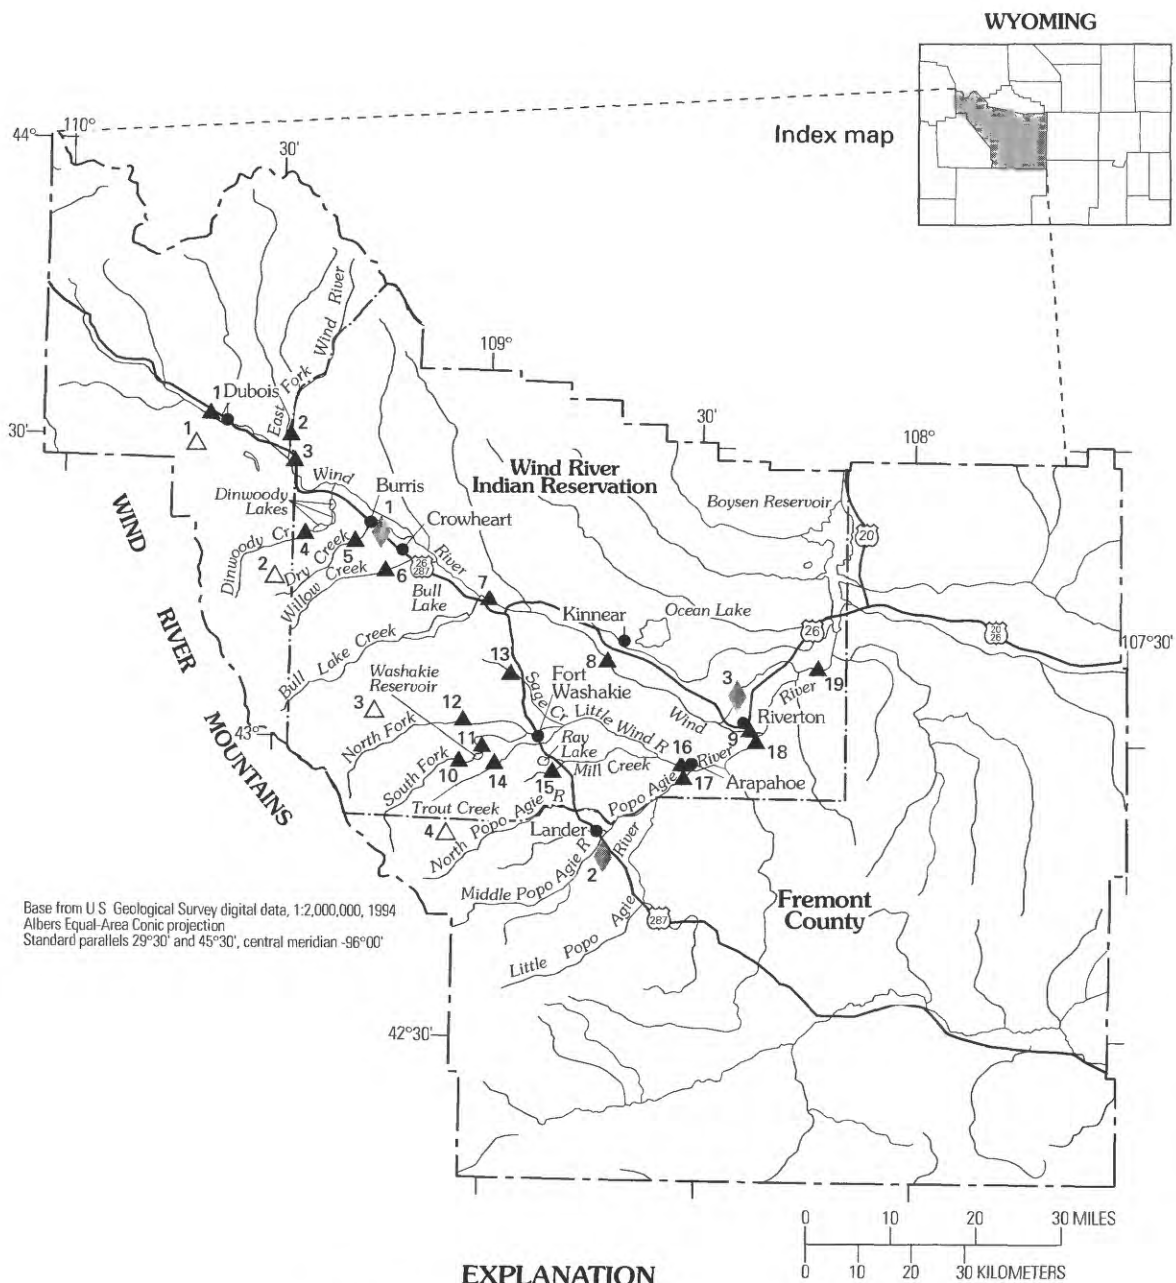 WYOMING
Index map
44°
110°
30'
109°
30'
108°
30'
107°30'
43°
42°30'
1
Dubois
1
2
3
East Fork Wind River
Wind River
Indian Reservation
Boysen Reservoir
20
Wind
River
Burris
1
Crowheart
Dinwoody
Lakes
Dinwoody Cr
4
2
Dry Creek
5
Willow Creek
6
26
287
Bull
Lake
7
Kinnear
Ocean Lake
26
20
26
WIND
RIVER
MOUNTAINS
Bull Lake Creek
13
8
Washakie
Reservoir
3
12
Fort
Washakie
Sage Cr
Little Wind R
3
19
River
Wind
Riverton
9
18
North Fork
11
Ray
Lake
16
River
South Fork
10
14
15
Mill Creek
17
Arapahoe
Trout Creek
4
North Popo Agie R
Popo Agie
River
Lander
Middle Popo Agie R
2
Little Popo Agie
287
Fremont
County
Base from U S Geological Survey digital data, 1:2,000,000, 1994
Albers Equal-Area Conic projection
Standard parallels 29°30' and 45°30', central meridian -96°00'
0 10 20 30 MILES
0 10 20 30 KILOMETERS
EXPLANATION